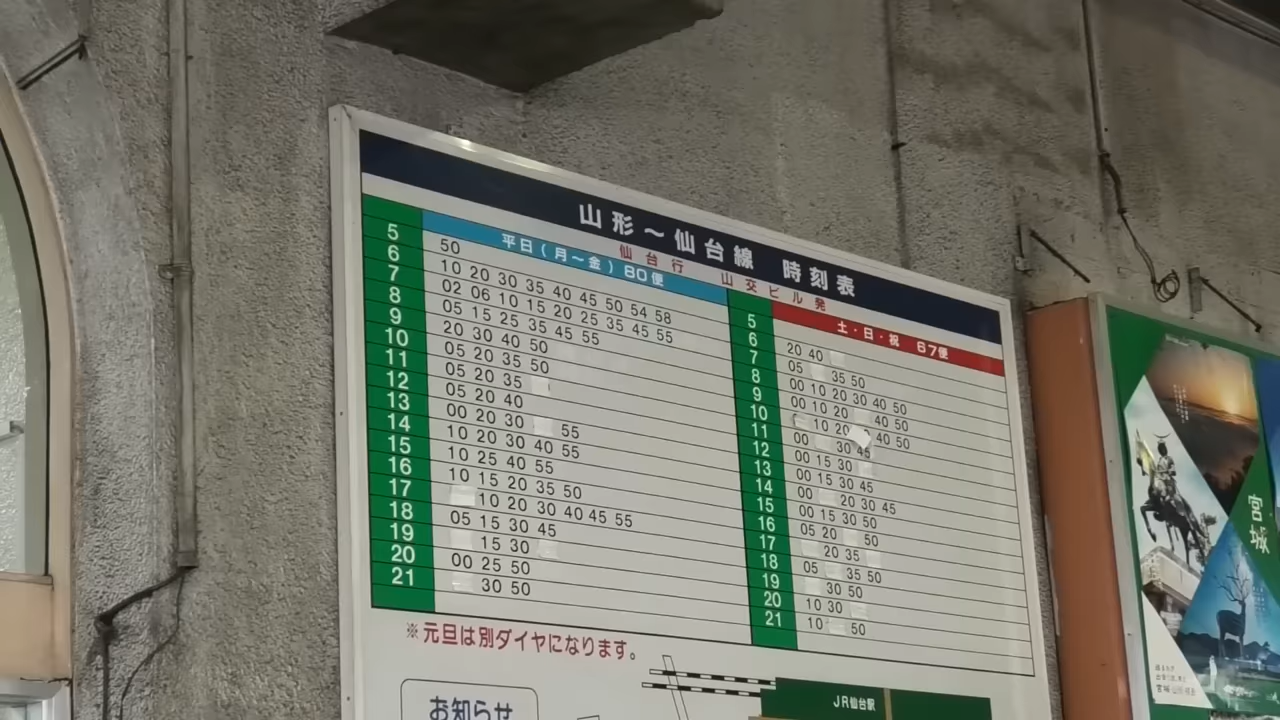 山形～仙台線 時刻表
仙台行 山交ビル発
平日(月～金)80便
5 50
6 10 20 30 35 40 45 50 54 58
7 02 06 10 15 20 25 35 45 55
8 05 15 25 35 45 55
9 20 30 40 50
10 05 20 35 50
11 05 20 35
12 05 20 40
13 00 20 30 55
14 10 20 30 40 55
15 10 25 40 55
16 10 15 20 35 50
17 10 20 30 40 45 55
18 05 15 30 45
19 15 30
20 00 25 50
21 30 50
土・日・祝 67便
5
6 20 40
7 05 35 50
8 00 10 20 30 40 50
9 00 10 20 40 50
10 10 20 40 50
11 00 30 45
12 00 15 30
13 00 15 30 45
14 00 20 30 45
15 00 15 30 50
16 05 20 50
17 20 35
18 05 35 50
19 30 50
20 10 30
21 10 50
※元旦は別ダイヤになります。
お知らせ
JR仙台駅
宮城